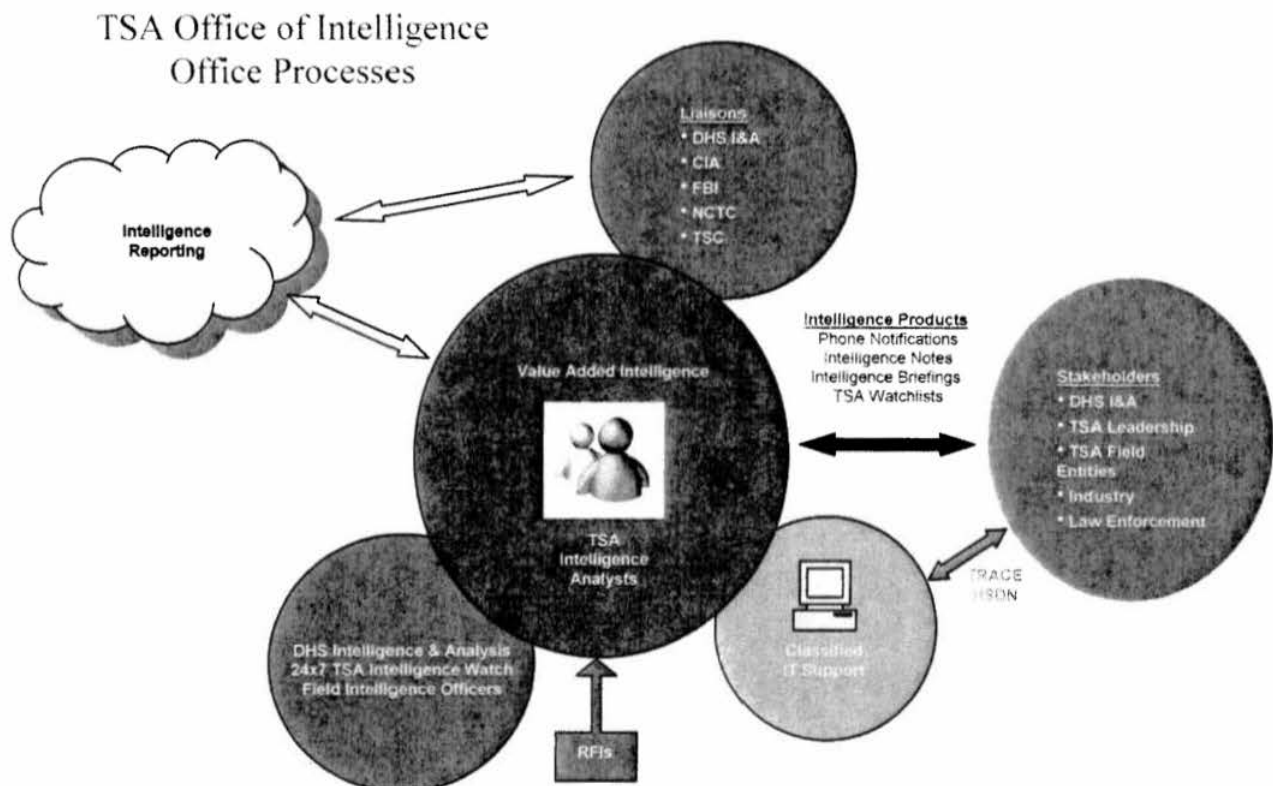 TSA Office of Intelligence
Office Processes
Liaisons
* DHS I&A
* CIA
* FBI
* NCTC
* TSC
Intelligence
Reporting
Value Added Intelligence
TSA
Intelligence
Analysts
Intelligence Products
Phone Notifications
Intelligence Notes
Intelligence Briefings
TSA Watchlists
Stakeholders
* DHS I&A
* TSA Leadership
* TSA Field
Entities
* Industry
* Law Enforcement
TRACE
HSDN
Classified
IT Support
DHS Intelligence & Analysis
24x7 TSA Intelligence Watch
Field Intelligence Officers
RFIs